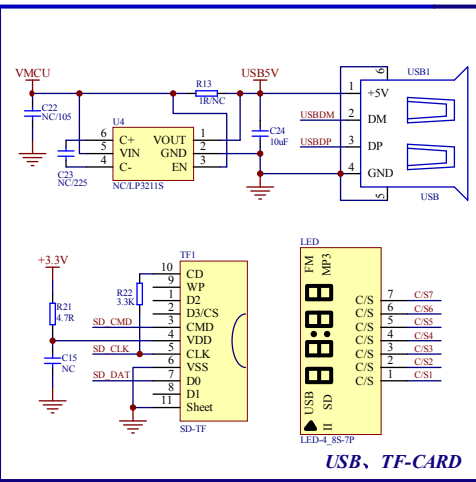 VMCU
R13
1R/NC
USB5V
USB1
C22
NC/105
U4
6 C+ VOUT 1
5 VIN GND 2
4 C- EN 3
NC/LP3211S
C23
NC/225
C24
10uF
6
1 +5V
USBDM 2 DM
USBDP 3 DP
4 GND
5
USB
+3.3V
R21
4.7R
C15
NC
R22
3.3K
SD_CMD
SD_CLK
SD_DAT
TF1
10 CD
9 WP
1 D2
2 D3/CS
3 CMD
4 VDD
5 CLK
6 VSS
7 D0
8 D1
11 Sheet
SD-TF
LED
FM
MP3
C/S 7 C/S7
C/S 6 C/S6
C/S 5 C/S5
C/S 4 C/S4
C/S 3 C/S3
C/S 2 C/S2
C/S 1 C/S1
USB
SD
II
LED-4_8S-7P
USB、TF-CARD